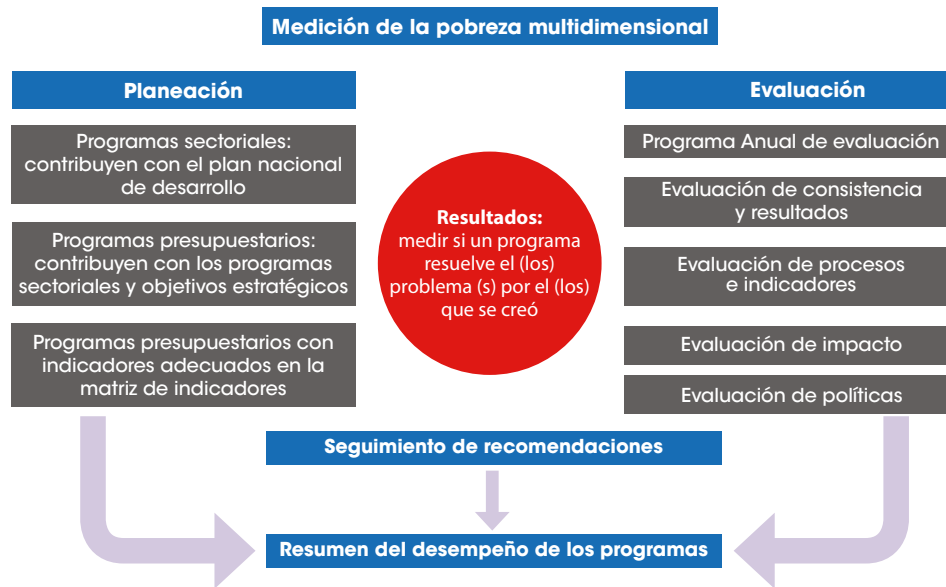 Medición de la pobreza multidimensional
Planeación
Programas sectoriales:
contribuyen con el plan nacional
de desarrollo
Programas presupuestarios:
contribuyen con los programas
sectoriales y objetivos estratégicos
Programas presupuestarios con
indicadores adecuados en la
matriz de indicadores
Resultados:
medir si un programa
resuelve el (los)
problema (s) por el (los)
que se creó
Evaluación
Programa Anual de evaluación
Evaluación de consistencia
y resultados
Evaluación de procesos
e indicadores
Evaluación de impacto
Evaluación de políticas
Seguimiento de recomendaciones
Resumen del desempeño de los programas